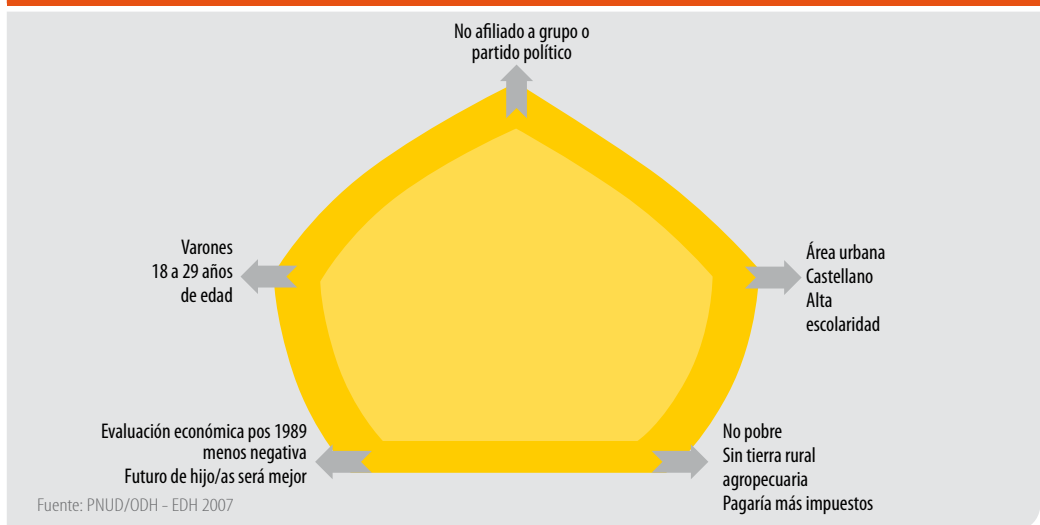 No afiliado a grupo o
partido político
Varones
18 a 29 años
de edad
Área urbana
Castellano
Alta
escolaridad
Evaluación económica pos 1989
menos negativa
Futuro de hijo/as será mejor
No pobre
Sin tierra rural
agropecuaria
Pagaría más impuestos
Fuente: PNUD/ODH - EDH 2007